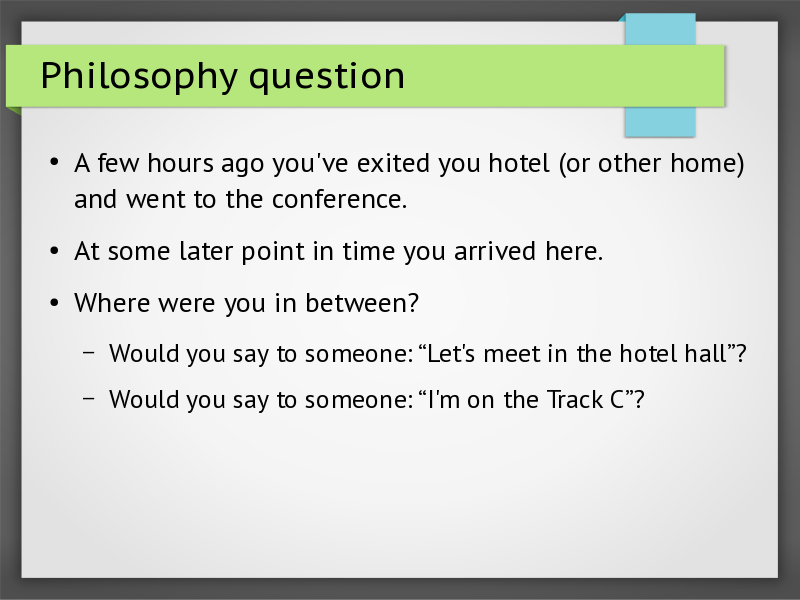 Philosophy question
• A few hours ago you've exited you hotel (or other home)
and went to the conference.
• At some later point in time you arrived here.
• Where were you in between?
– Would you say to someone: “Let's meet in the hotel hall”?
– Would you say to someone: “I'm on the Track C”?